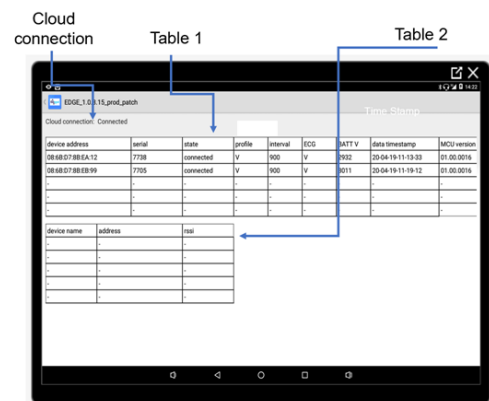 Cloud connection
Table 1
Table 2
14:22
EDGE_1.0.1.15_prod_patch
Time Stamp
Cloud connection: Connected
device address serial state profile interval ECG BATT V data timestamp MCU version
08:6B:D7:8B:EA:12 7738 connected V 900 V 2932 20-04-19-11-13-33 01.00.0016
08:6B:D7:8B:EB:99 7705 connected V 900 V 3011 20-04-19-11-19-12 01.00.0016
- - - - - - - - -
- - - - - - - - -
- - - - - - - - -
device name address rssi
- - -
- - -
- - -
- - -
- - -